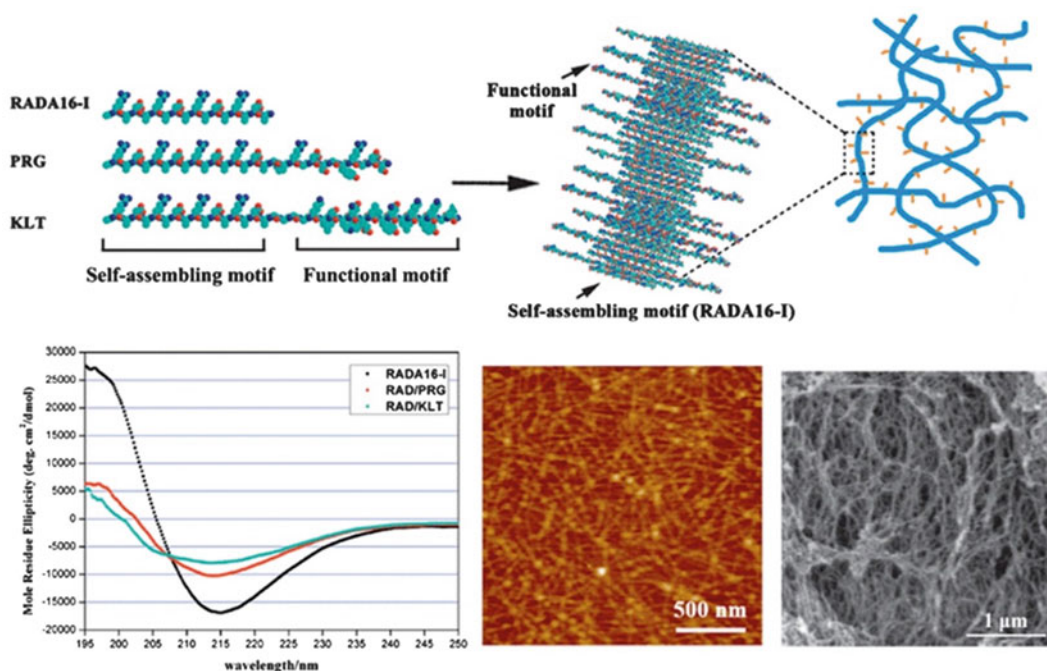 RADA16-I
PRG
KLT
Self-assembling motif
Functional motif
Functional
motif
Self-assembling motif (RADA16-I)
Mole Residue Ellipticity (deg. cm²/dmol)
30000
25000
20000
15000
10000
5000
0
-5000
-10000
-15000
-20000
195 200 205 210 215 220 225 230 235 240 245 250
wavelength/nm
RADA16-I
RAD/PRG
RAD/KLT
500 nm
1 µm